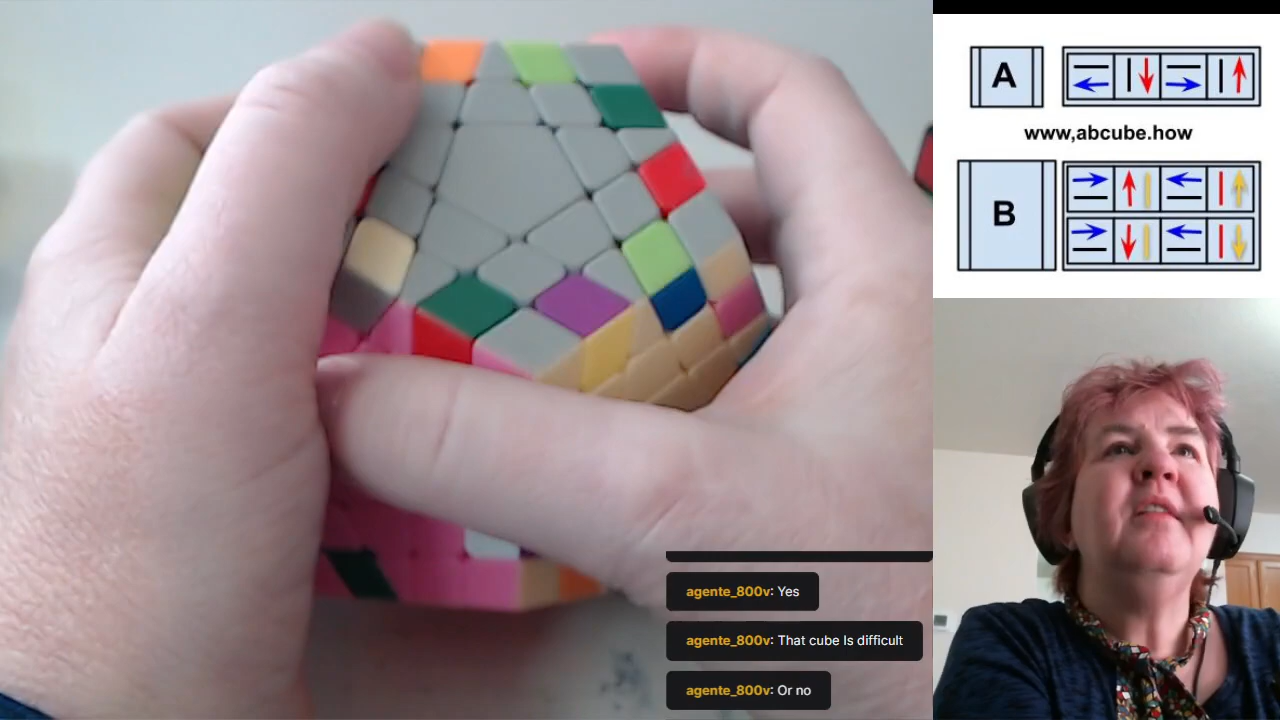 A
www,abcube.how
B
agente_800v: Yes
agente_800v: That cube Is difficult
agente_800v: Or no